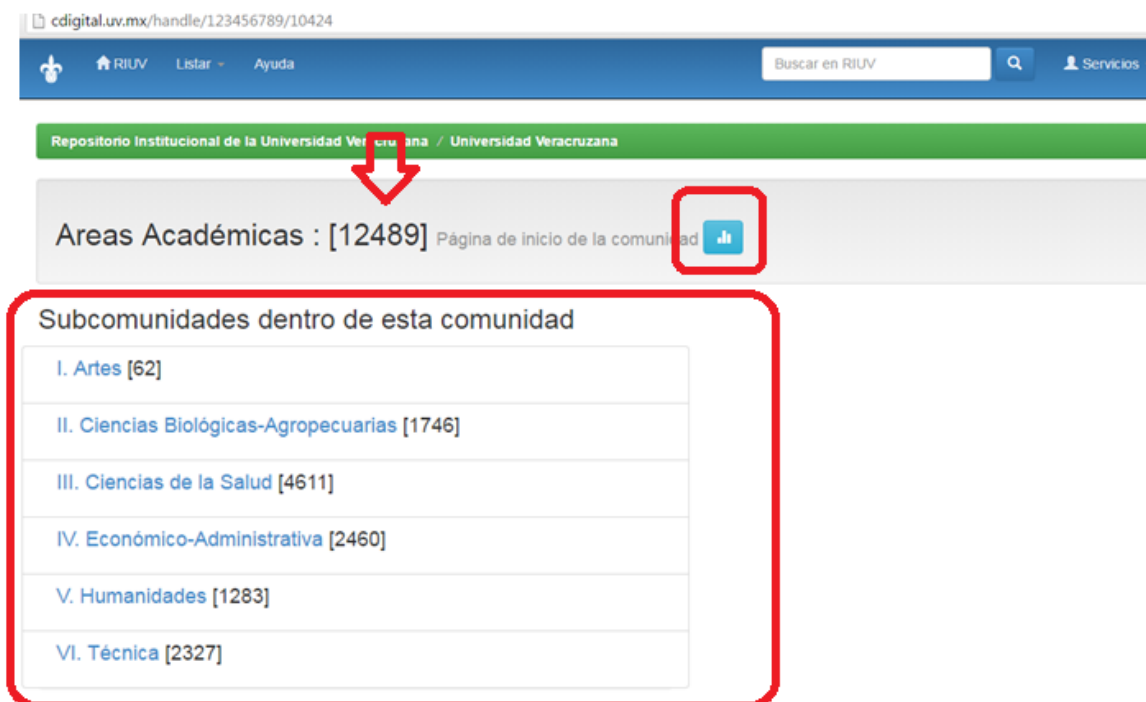 cdigital.uv.mx/handle/123456789/10424
RIUV Listar Ayuda Buscar en RIUV Servicios
Repositorio Institucional de la Universidad Veracruzana / Universidad Veracruzana
Areas Académicas : [12489] Página de inicio de la comunidad
Subcomunidades dentro de esta comunidad
I. Artes [62]
II. Ciencias Biológicas-Agropecuarias [1746]
III. Ciencias de la Salud [4611]
IV. Económico-Administrativa [2460]
V. Humanidades [1283]
VI. Técnica [2327]